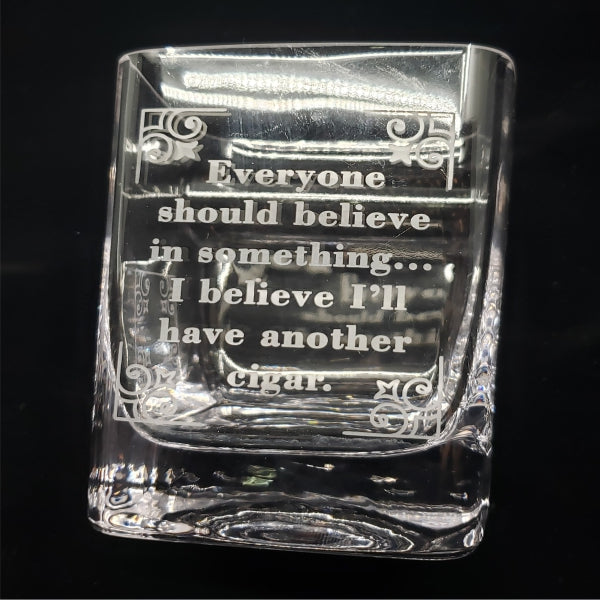 Everyone
should believe
in something...
I believe I'll
have another
cigar.